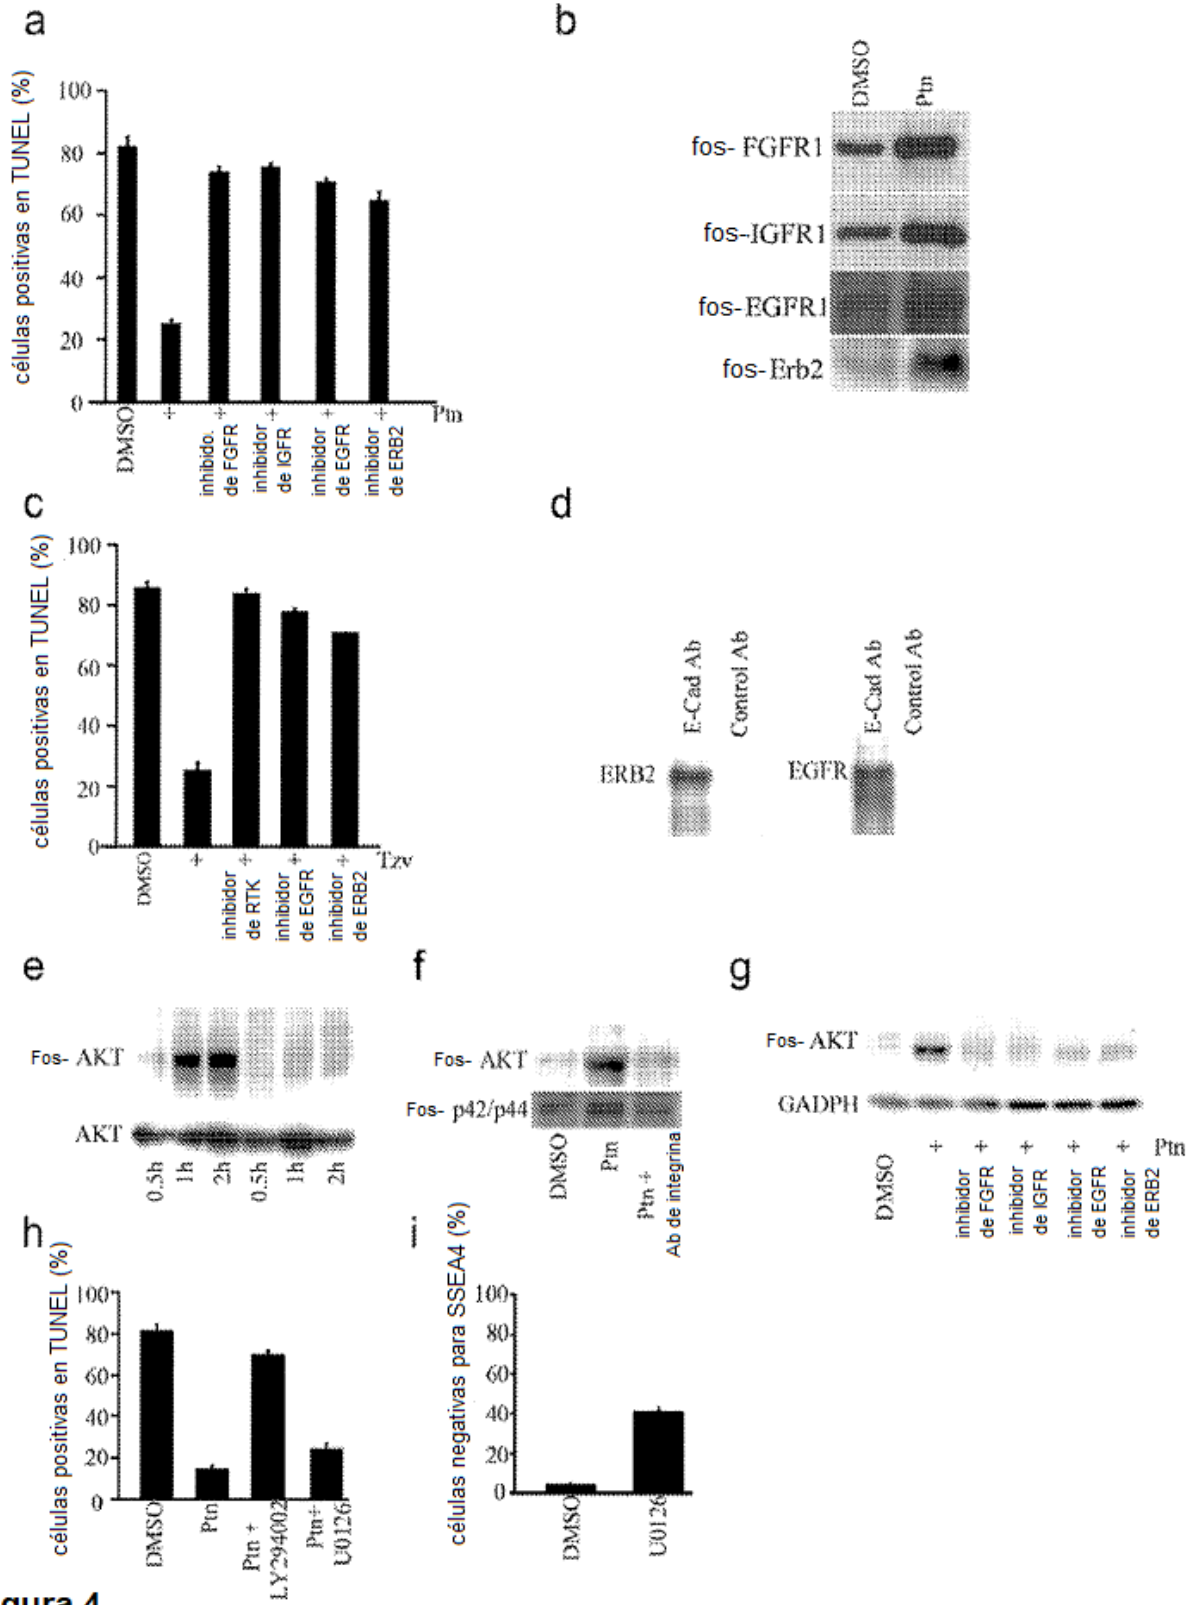 a
células positivas en TUNEL (%)
100
80
60
40
20
0
DMSO
+ + + + + Ptn
inhibido. de FGFR
inhibidor de IGFR
inhibidor de EGFR
inhibidor de ERB2
b
DMSO
Ptn
fos- FGFR1
fos-IGFR1
fos-EGFR1
fos-Erb2
c
células positivas en TUNEL (%)
100
80
60
40
20
0
DMSO
+ + + + Tzv
inhibidor de RTK
inhibidor de EGFR
inhibidor de ERB2
d
E-Cad Ab
Control Ab
ERB2
E-Cad Ab
Control Ab
EGFR
e
Fos- AKT
AKT
0.5h 1h 2h 0.5h 1h 2h
f
Fos- AKT
Fos- p42/p44
DMSO
Ptn
Ptn +
Ab de integrina
g
Fos- AKT
GADPH
DMSO
+ + + + + Ptn
inhibidor de FGFR
inhibidor de IGFR
inhibidor de EGFR
inhibidor de ERB2
h
células positivas en TUNEL (%)
100
80
60
40
20
0
DMSO
Ptn
Ptn +
LY294002
Ptn+
U0126
i
células negativas para SSEA4 (%)
100
80
60
40
20
0
DMSO
U0126
gura 4